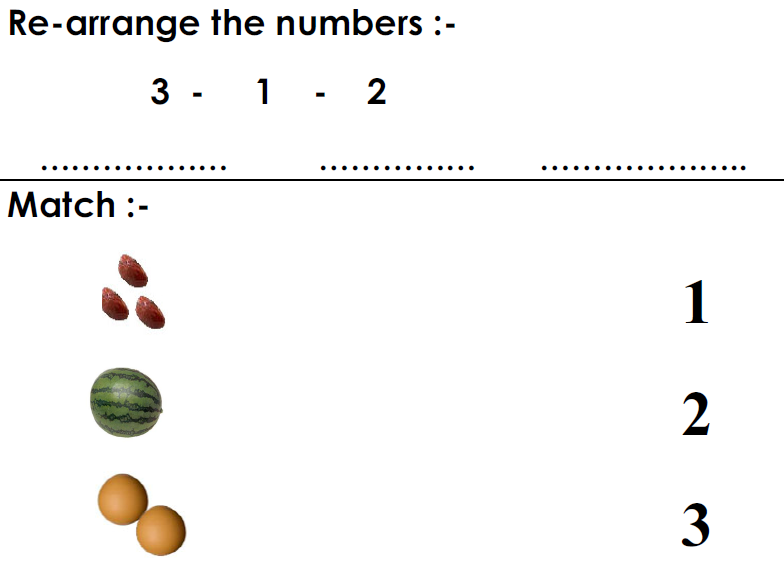 Re-arrange the numbers :-
3 - 1 - 2
.................. ............... ....................
Match :-
1
2
3